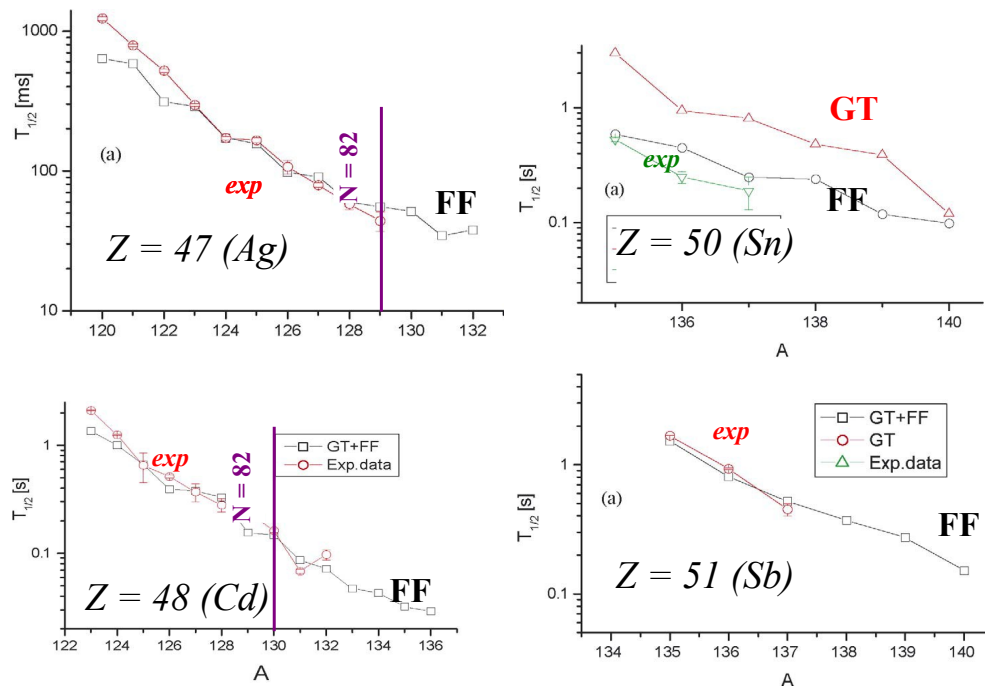 1000
100
10
T1/2 [ms]
(a)
exp
N = 82
FF
Z = 47 (Ag)
120 122 124 126 128 130 132
1
0.1
T1/2 [s]
(a)
GT
exp
FF
Z = 50 (Sn)
136 138 140
A
1
0.1
T1/2 [s]
exp
N = 82
GT+FF
Exp.data
FF
Z = 48 (Cd)
122 124 126 128 130 132 134 136
A
1
0.1
T1/2 [s]
(a)
exp
GT+FF
GT
Exp.data
FF
Z = 51 (Sb)
134 135 136 137 138 139 140
A